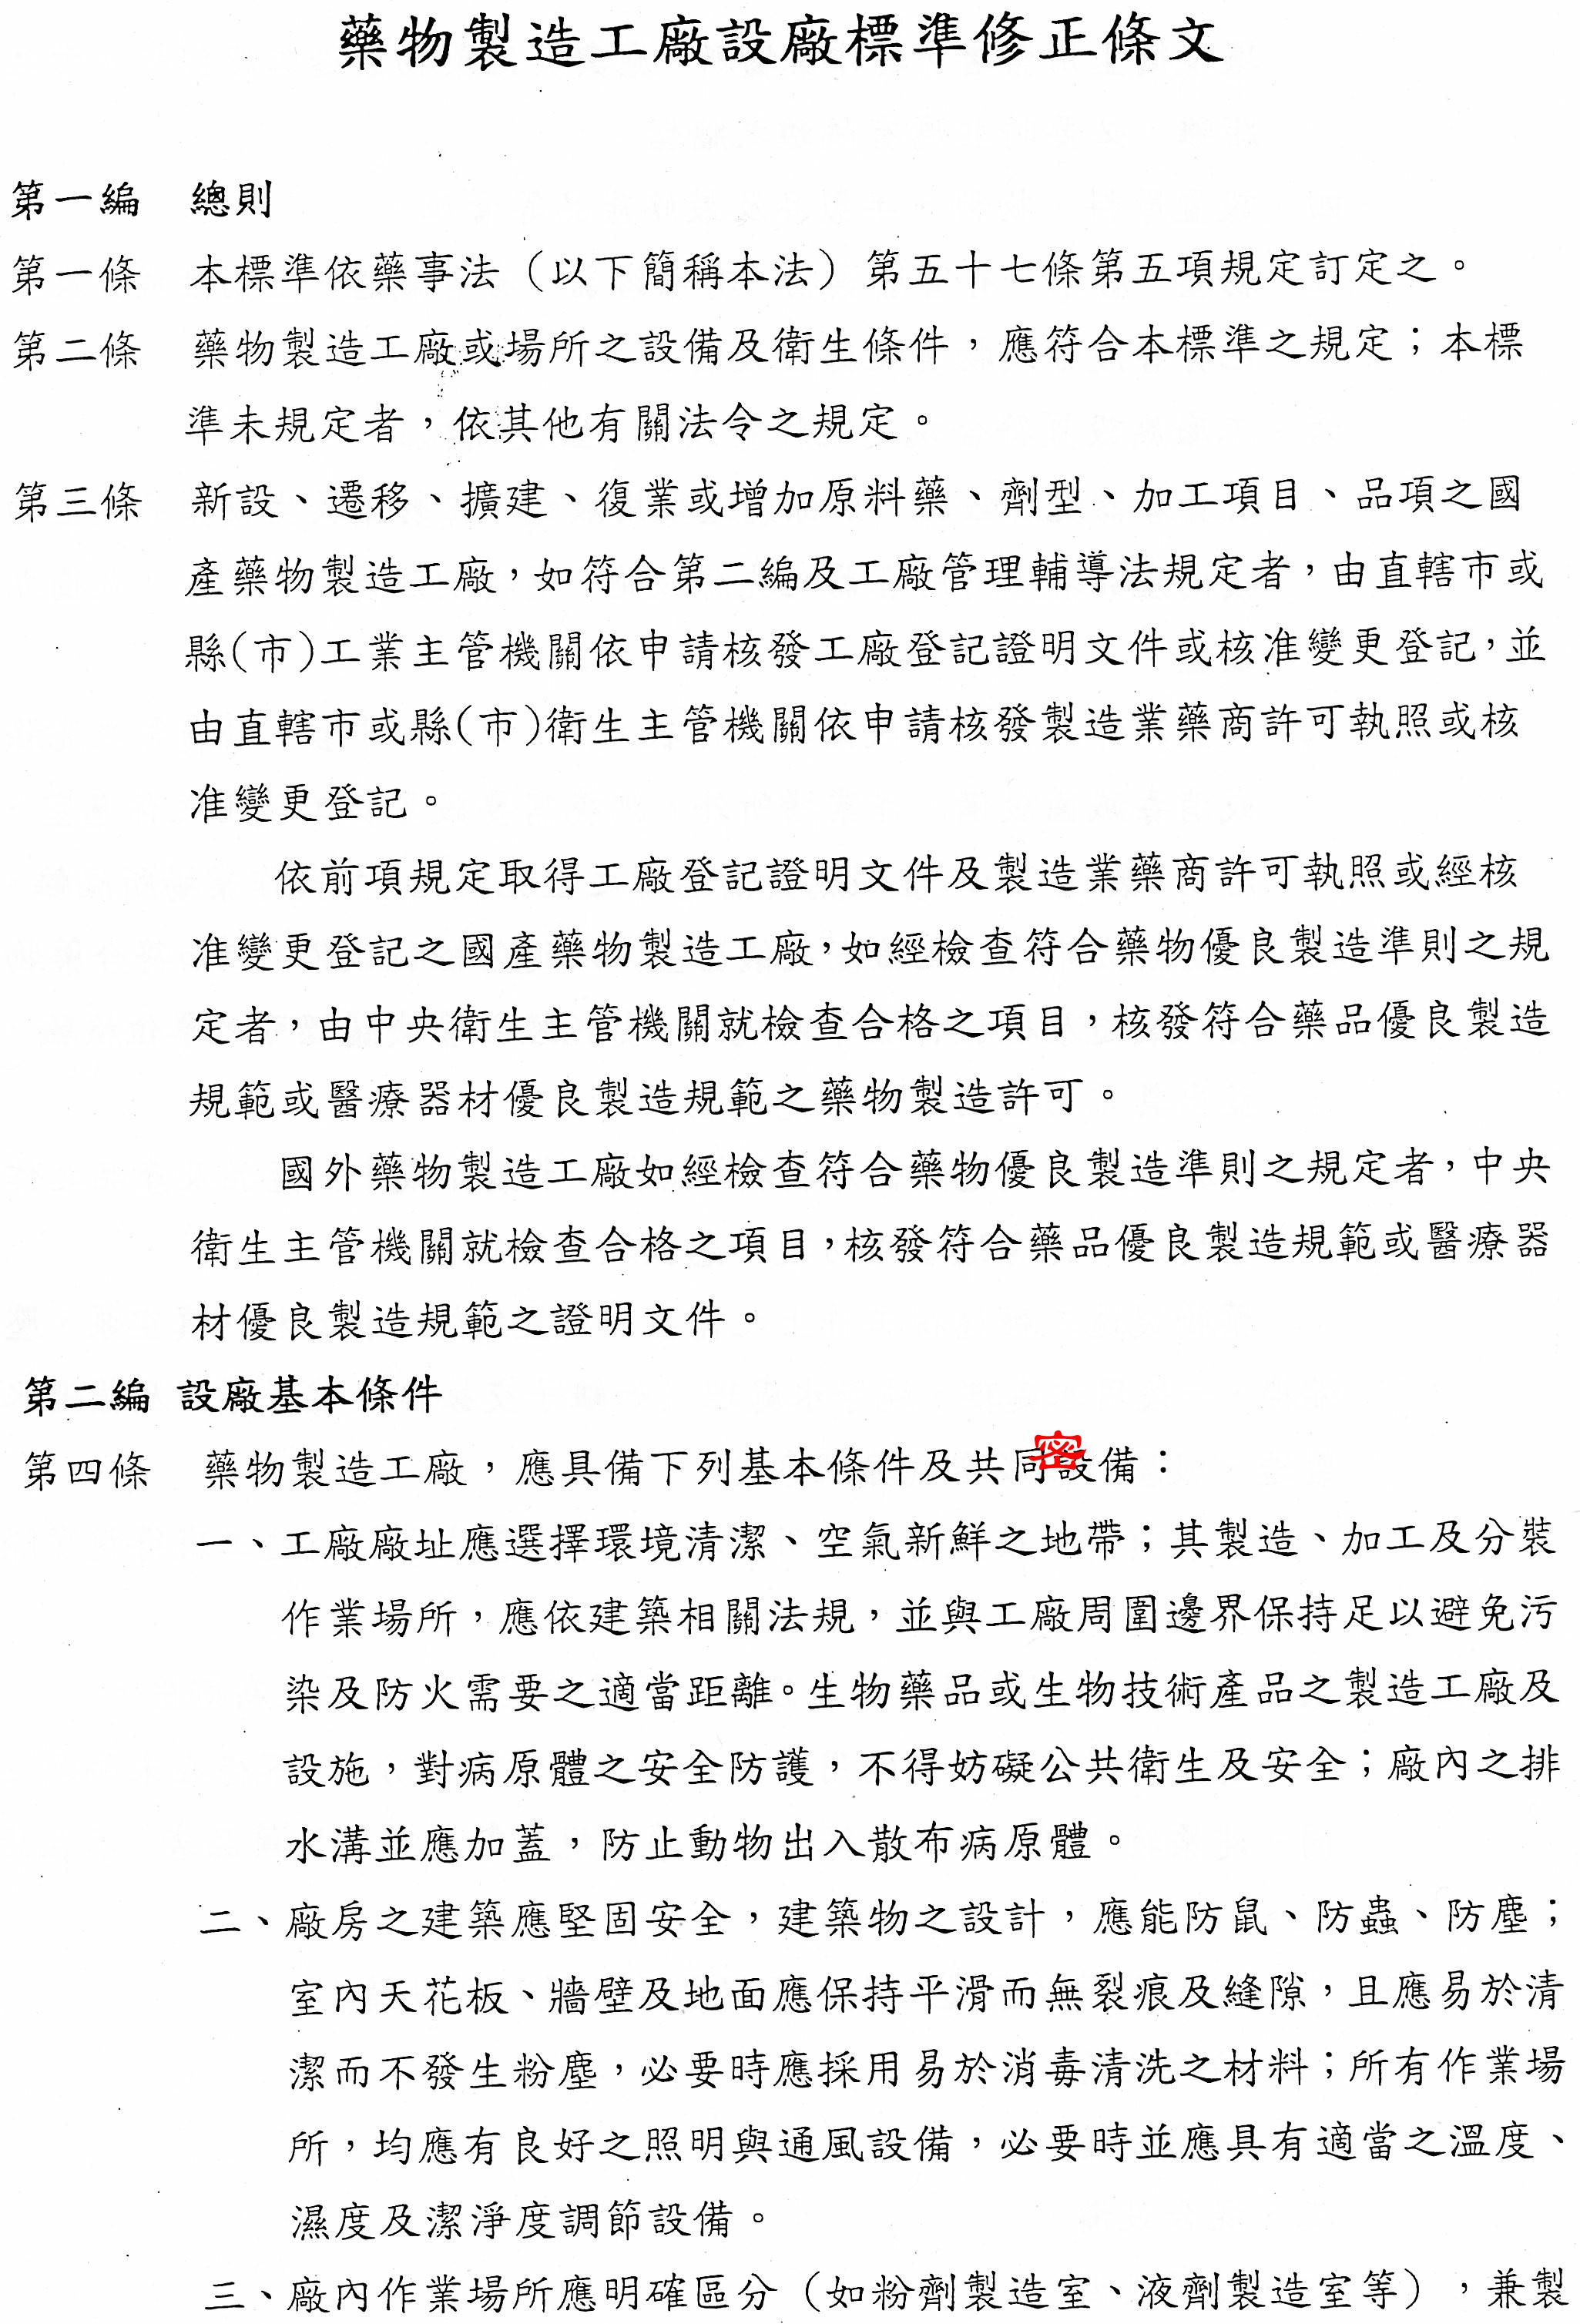 藥物製造工廠設廠標準修正條文
第一編 總則
第一條 本標準依藥事法（以下簡稱本法）第五十七條第五項規定訂定之。
第二條 藥物製造工廠或場所之設備及衛生條件，應符合本標準之規定；本標
準未規定者，依其他有關法令之規定。
第三條 新設、遷移、擴建、復業或增加原料藥、劑型、加工項目、品項之國
產藥物製造工廠，如符合第二編及工廠管理輔導法規定者，由直轄市或
縣(市)工業主管機關依申請核發工廠登記證明文件或核准變更登記，並
由直轄市或縣(市)衛生主管機關依申請核發製造業藥商許可執照或核
准變更登記。
依前項規定取得工廠登記證明文件及製造業藥商許可執照或經核
准變更登記之國產藥物製造工廠，如經檢查符合藥物優良製造準則之規
定者，由中央衛生主管機關就檢查合格之項目，核發符合藥品優良製造
規範或醫療器材優良製造規範之藥物製造許可。
國外藥物製造工廠如經檢查符合藥物優良製造準則之規定者，中央
衛生主管機關就檢查合格之項目，核發符合藥品優良製造規範或醫療器
材優良製造規範之證明文件。
第二編 設廠基本條件
第四條 藥物製造工廠，應具備下列基本條件及共同設備：
密
一、工廠廠址應選擇環境清潔、空氣新鮮之地帶；其製造、加工及分裝
作業場所，應依建築相關法規，並與工廠周圍邊界保持足以避免污
染及防火需要之適當距離。生物藥品或生物技術產品之製造工廠及
設施，對病原體之安全防護，不得妨礙公共衛生及安全；廠內之排
水溝並應加蓋，防止動物出入散布病原體。
二、廠房之建築應堅固安全，建築物之設計，應能防鼠、防蟲、防塵；
室內天花板、牆壁及地面應保持平滑而無裂痕及縫隙，且應易於清
潔而不發生粉塵，必要時應採用易於消毒清洗之材料；所有作業場
所，均應有良好之照明與通風設備，必要時並應具有適當之溫度、
濕度及潔淨度調節設備。
三、廠內作業場所應明確區分（如粉劑製造室、液劑製造室等），兼製